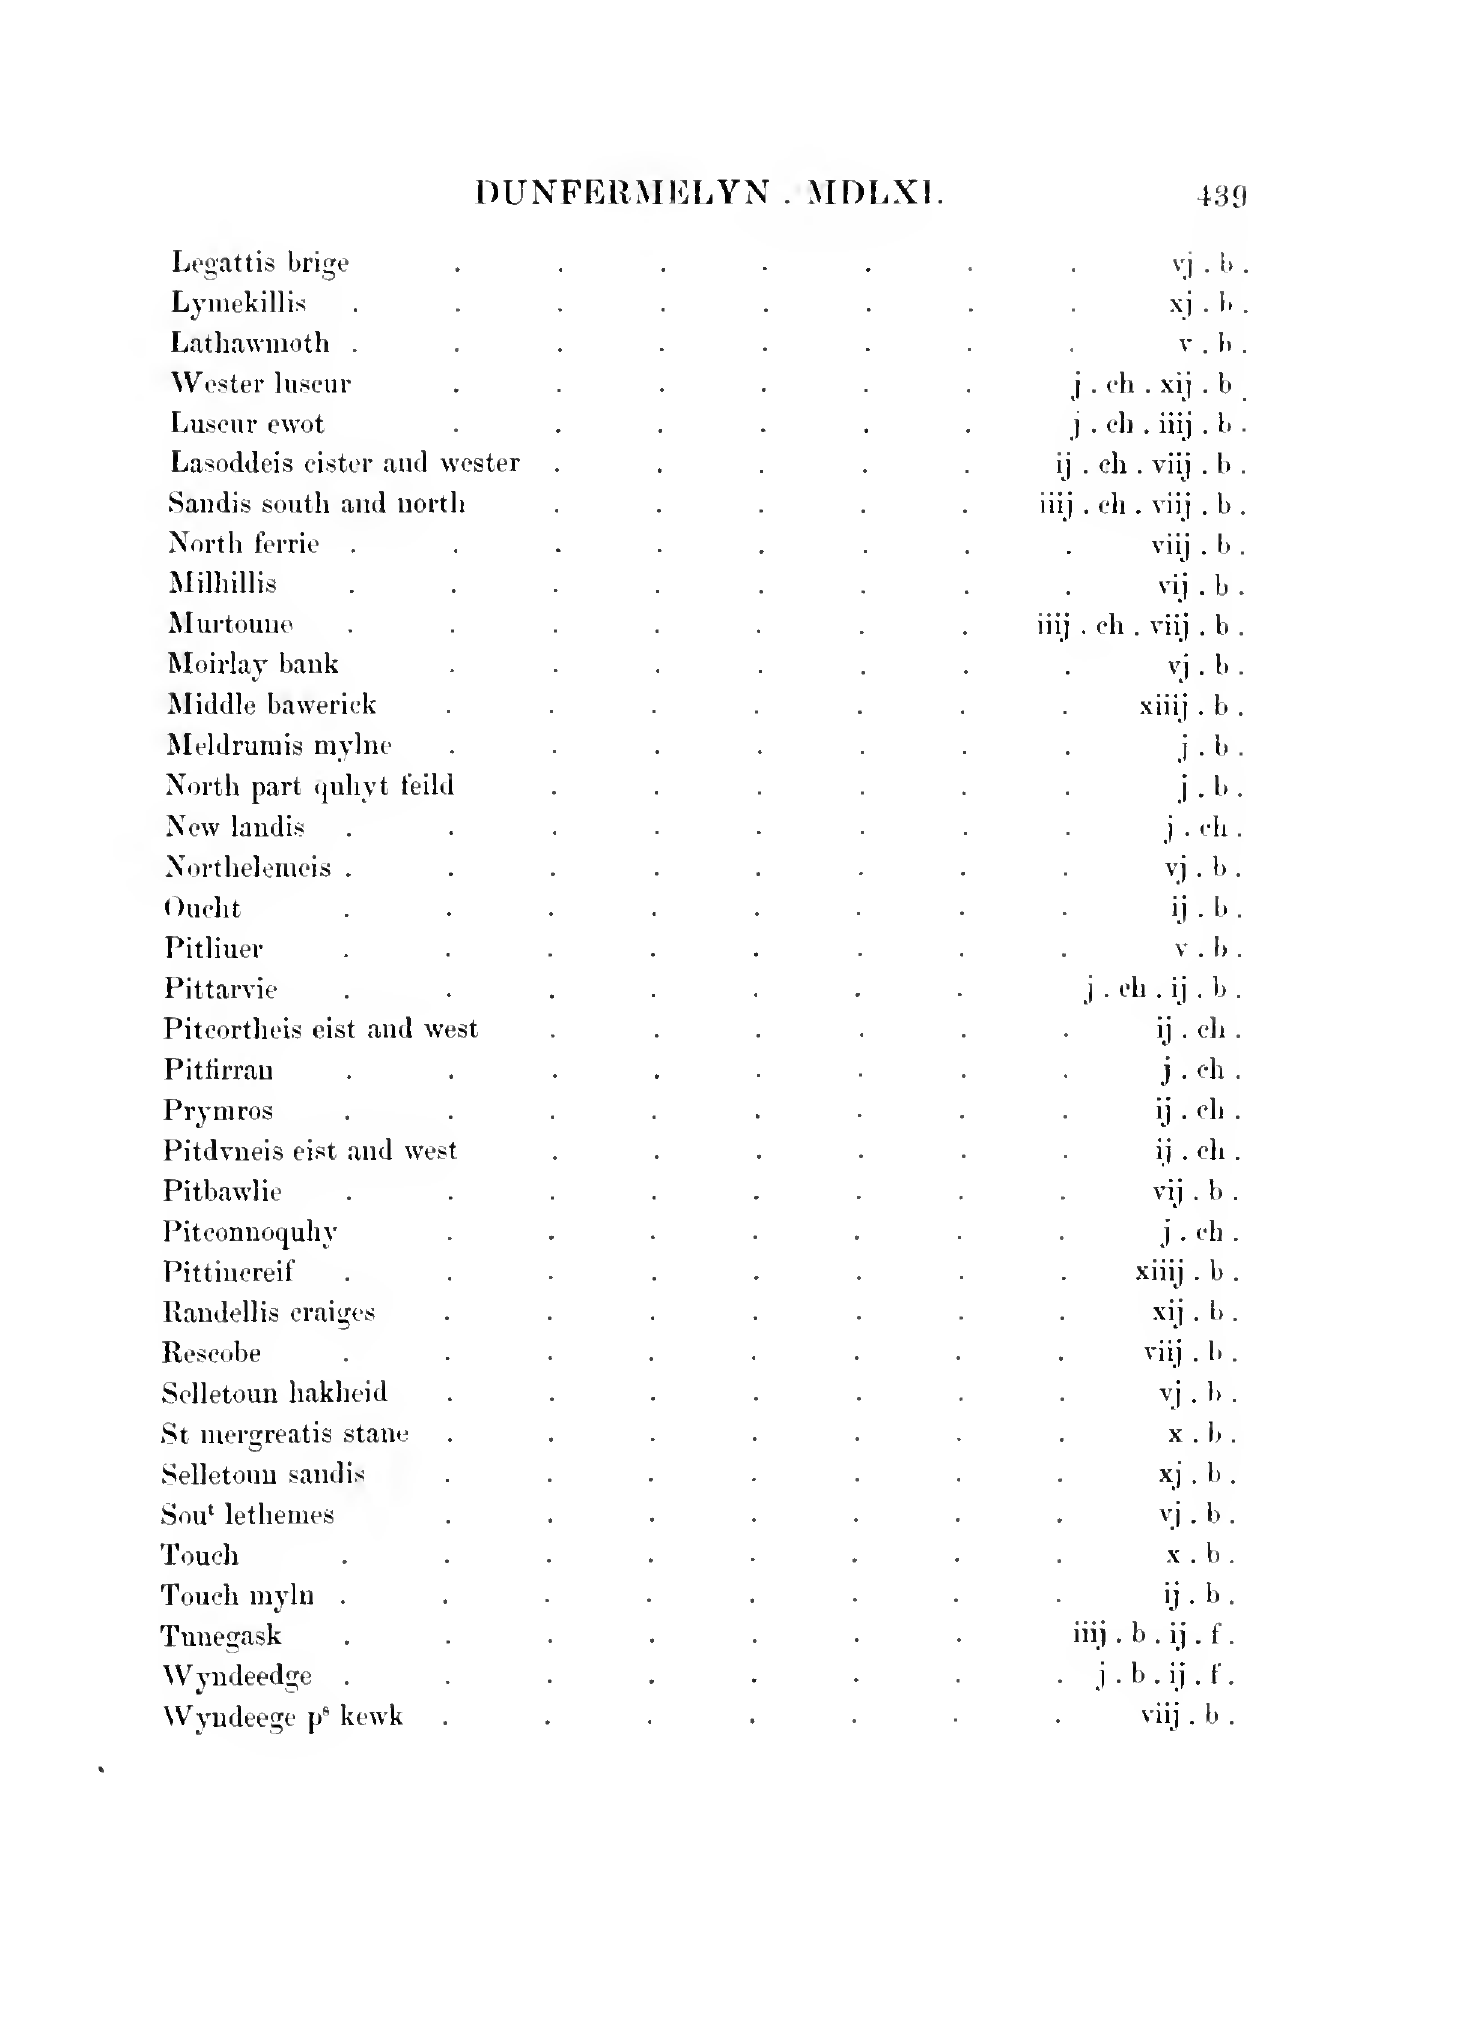 DUNFERMELYN . MDLXI. 439
Legattis brige . . . . . . . vj . b .
Lymekillis . . . . . . . . xj . b .
Lathawmoth . . . . . . . . v . b .
Wester luscur . . . . . . j . ch . xij . b .
Luscur ewot . . . . . . j . ch . iiij . b .
Lasoddeis eister and wester . . . . . ij . ch . viij . b .
Sandis south and north . . . . . iiij . ch . viij . b .
North ferrie . . . . . . . . viij . b .
Milhillis . . . . . . . . vij . b .
Murtoune . . . . . . . iiij . ch . viij . b .
Moirlay bank . . . . . . . vj . b .
Middle bawerick . . . . . . . xiiij . b .
Meldrumis mylne . . . . . . . j . b .
North part quhyt feild . . . . . . j . b .
New landis . . . . . . . . j . ch .
Northelemeis . . . . . . . . vj . b .
Oucht . . . . . . . . ij . b .
Pitliuer . . . . . . . . v . b .
Pittarvie . . . . . . . j . ch . ij . b .
Pitcortheis eist and west . . . . . . ij . ch .
Pitfirran . . . . . . . . j . ch .
Prymros . . . . . . . . ij . ch .
Pitdvneis eist and west . . . . . . ij . ch .
Pitbawlie . . . . . . . . vij . b .
Pitconnoquhy . . . . . . . j . ch .
Pittincreif . . . . . . . . xiiij . b .
Randellis craiges . . . . . . . xij . b .
Rescobe . . . . . . . . viij . b .
Selletoun hakheid . . . . . . . vj . b .
St mergreatis stane . . . . . . . x . b .
Selletoun sandis . . . . . . . xj . b .
Souᵗ lethemes . . . . . . . vj . b .
Touch . . . . . . . . x . b .
Touch myln . . . . . . . . ij . b .
Tunegask . . . . . . . iiij . b . ij . f .
Wyndeedge . . . . . . . . j . b . ij . f .
Wyndeege pˢ kewk . . . . . . . viij . b .